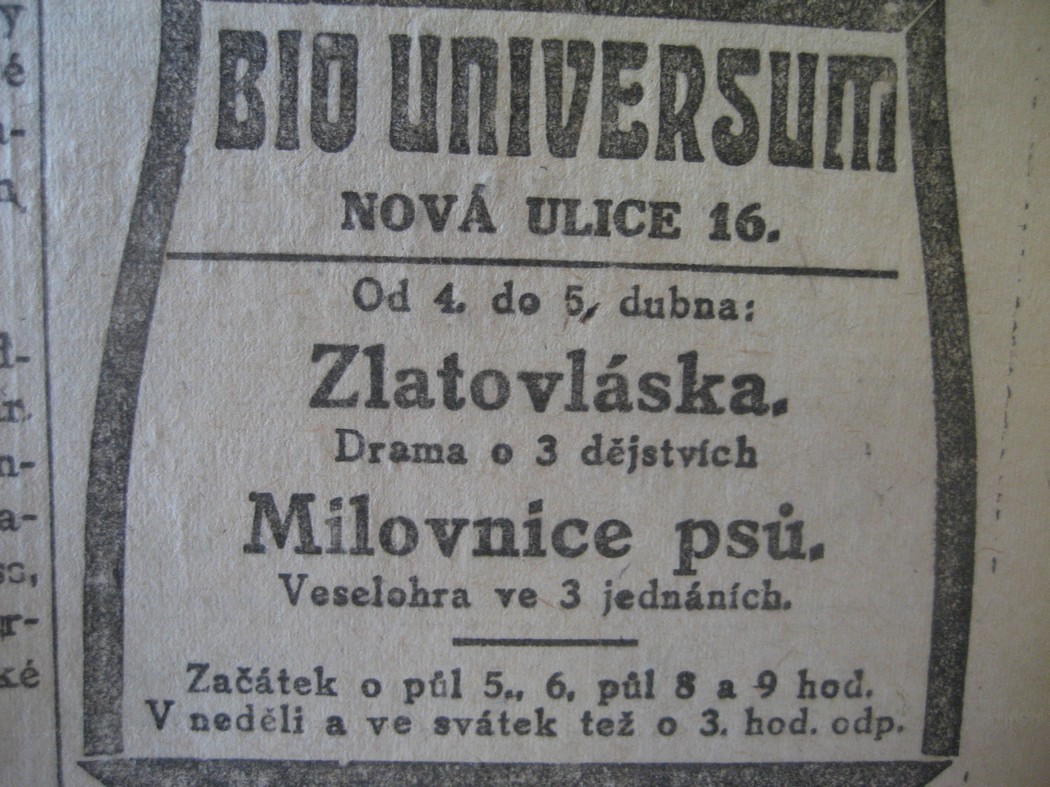 BIO UNIVERSUM
NOVÁ ULICE 16.
Od 4. do 5, dubna:
Zlatovláska.
Drama o 3 dějstvích
Milovnice psů.
Veselohra ve 3 jednáních.
Začátek o půl 5., 6, půl 8 a 9 hod.
V neděli a ve svátek tež o 3. hod. odp.